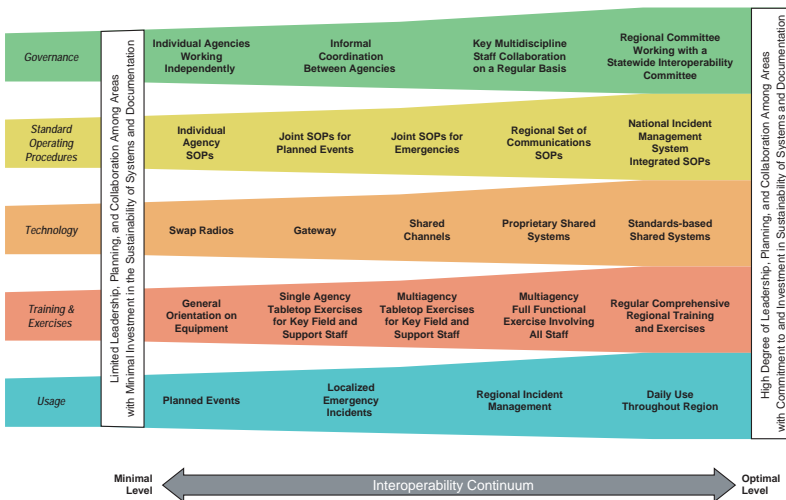 Governance
Individual Agencies
Working
Independently
Informal
Coordination
Between Agencies
Key Multidiscipline
Staff Collaboration
on a Regular Basis
Regional Committee
Working with a
Statewide Interoperability
Committee
Standard
Operating
Procedures
Individual
Agency
SOPs
Joint SOPs for
Planned Events
Joint SOPs for
Emergencies
Regional Set of
Communications
SOPs
National Incident
Management
System
Integrated SOPs
Technology
Swap Radios
Gateway
Shared
Channels
Proprietary Shared
Systems
Standards-based
Shared Systems
Training &
Exercises
General
Orientation on
Equipment
Single Agency
Tabletop Exercises
for Key Field and
Support Staff
Multiagency
Tabletop Exercises
for Key Field and
Support Staff
Multiagency
Full Functional
Exercise Involving
All Staff
Regular Comprehensive
Regional Training
and Exercises
Usage
Planned Events
Localized
Emergency
Incidents
Regional Incident
Management
Daily Use
Throughout Region
Limited Leadership, Planning, and Collaboration Among Areas
with Minimal Investment in the Sustainability of Systems and Documentation
High Degree of Leadership, Planning, and Collaboration Among Areas
with Commitment to and Investment in Sustainability of Systems and Documentation
Minimal
Level
Interoperability Continuum
Optimal
Level